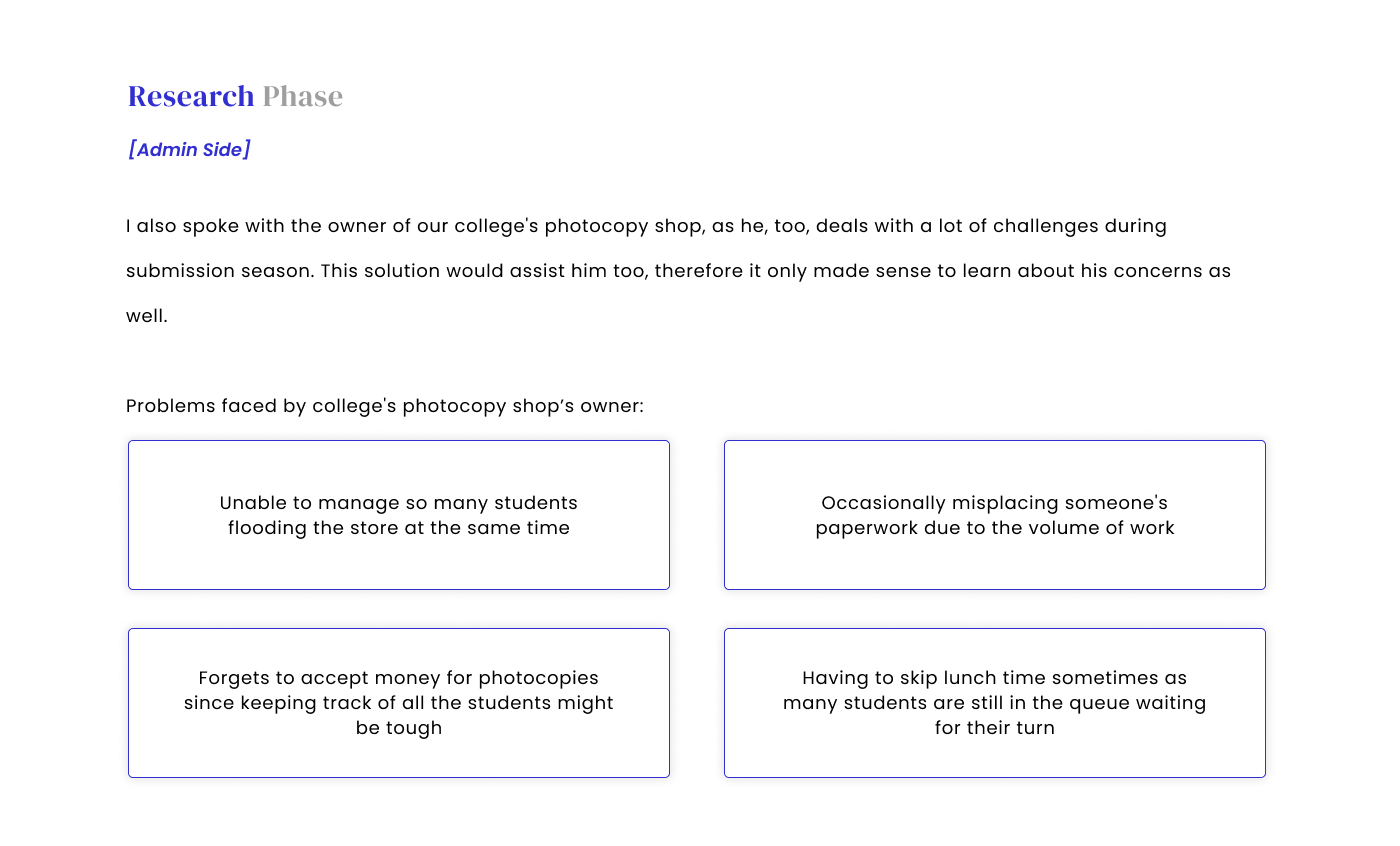 Research Phase
[Admin Side]
I also spoke with the owner of our college's photocopy shop, as he, too, deals with a lot of challenges during
submission season. This solution would assist him too, therefore it only made sense to learn about his concerns as
well.
Problems faced by college's photocopy shop’s owner:
Unable to manage so many students
flooding the store at the same time
Occasionally misplacing someone's
paperwork due to the volume of work
Forgets to accept money for photocopies
since keeping track of all the students might
be tough
Having to skip lunch time sometimes as
many students are still in the queue waiting
for their turn